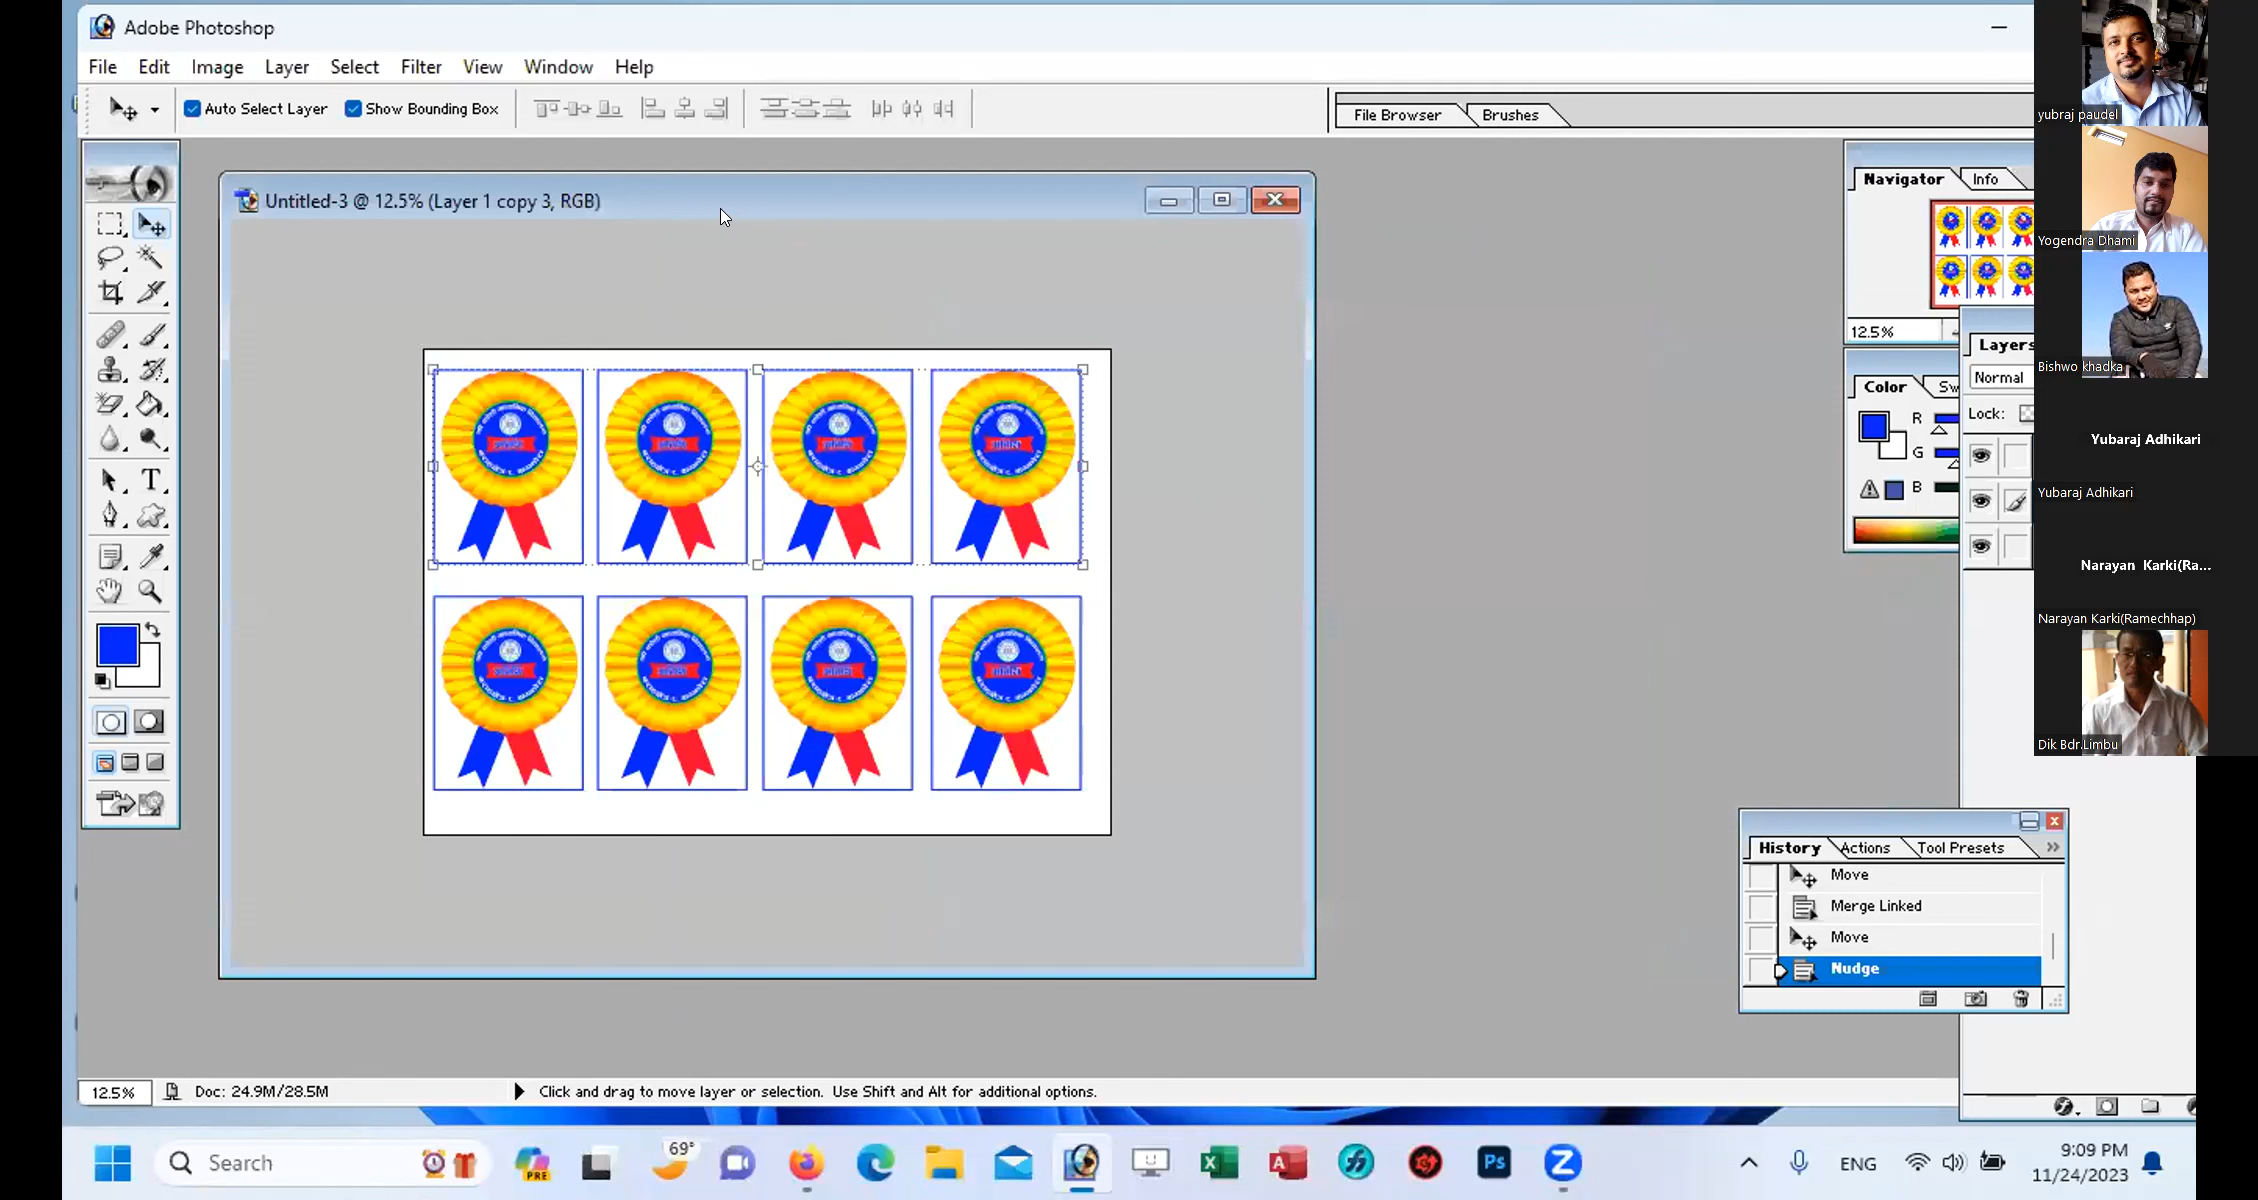 Adobe Photoshop
File Edit Image Layer Select Filter View Window Help
Auto Select Layer Show Bounding Box
File Browser Brushes
Untitled-3 @ 12.5% (Layer 1 copy 3, RGB)
Navigator Info
12.5%
Color Sw
R
G
B
Layers
Normal
Lock:
yubraj paudel
Yogendra Dhami
Bishwo khadka
Yubaraj Adhikari
Yubaraj Adhikari
Narayan Karki(Ra...
Narayan Karki(Ramechhap)
Dik Bdr.Limbu
History Actions Tool Presets
Move
Merge Linked
Move
Nudge
12.5% Doc: 24.9M/28.5M Click and drag to move layer or selection. Use Shift and Alt for additional options.
Search
PRE
69°
Ps
ENG
9:09 PM
11/24/2023